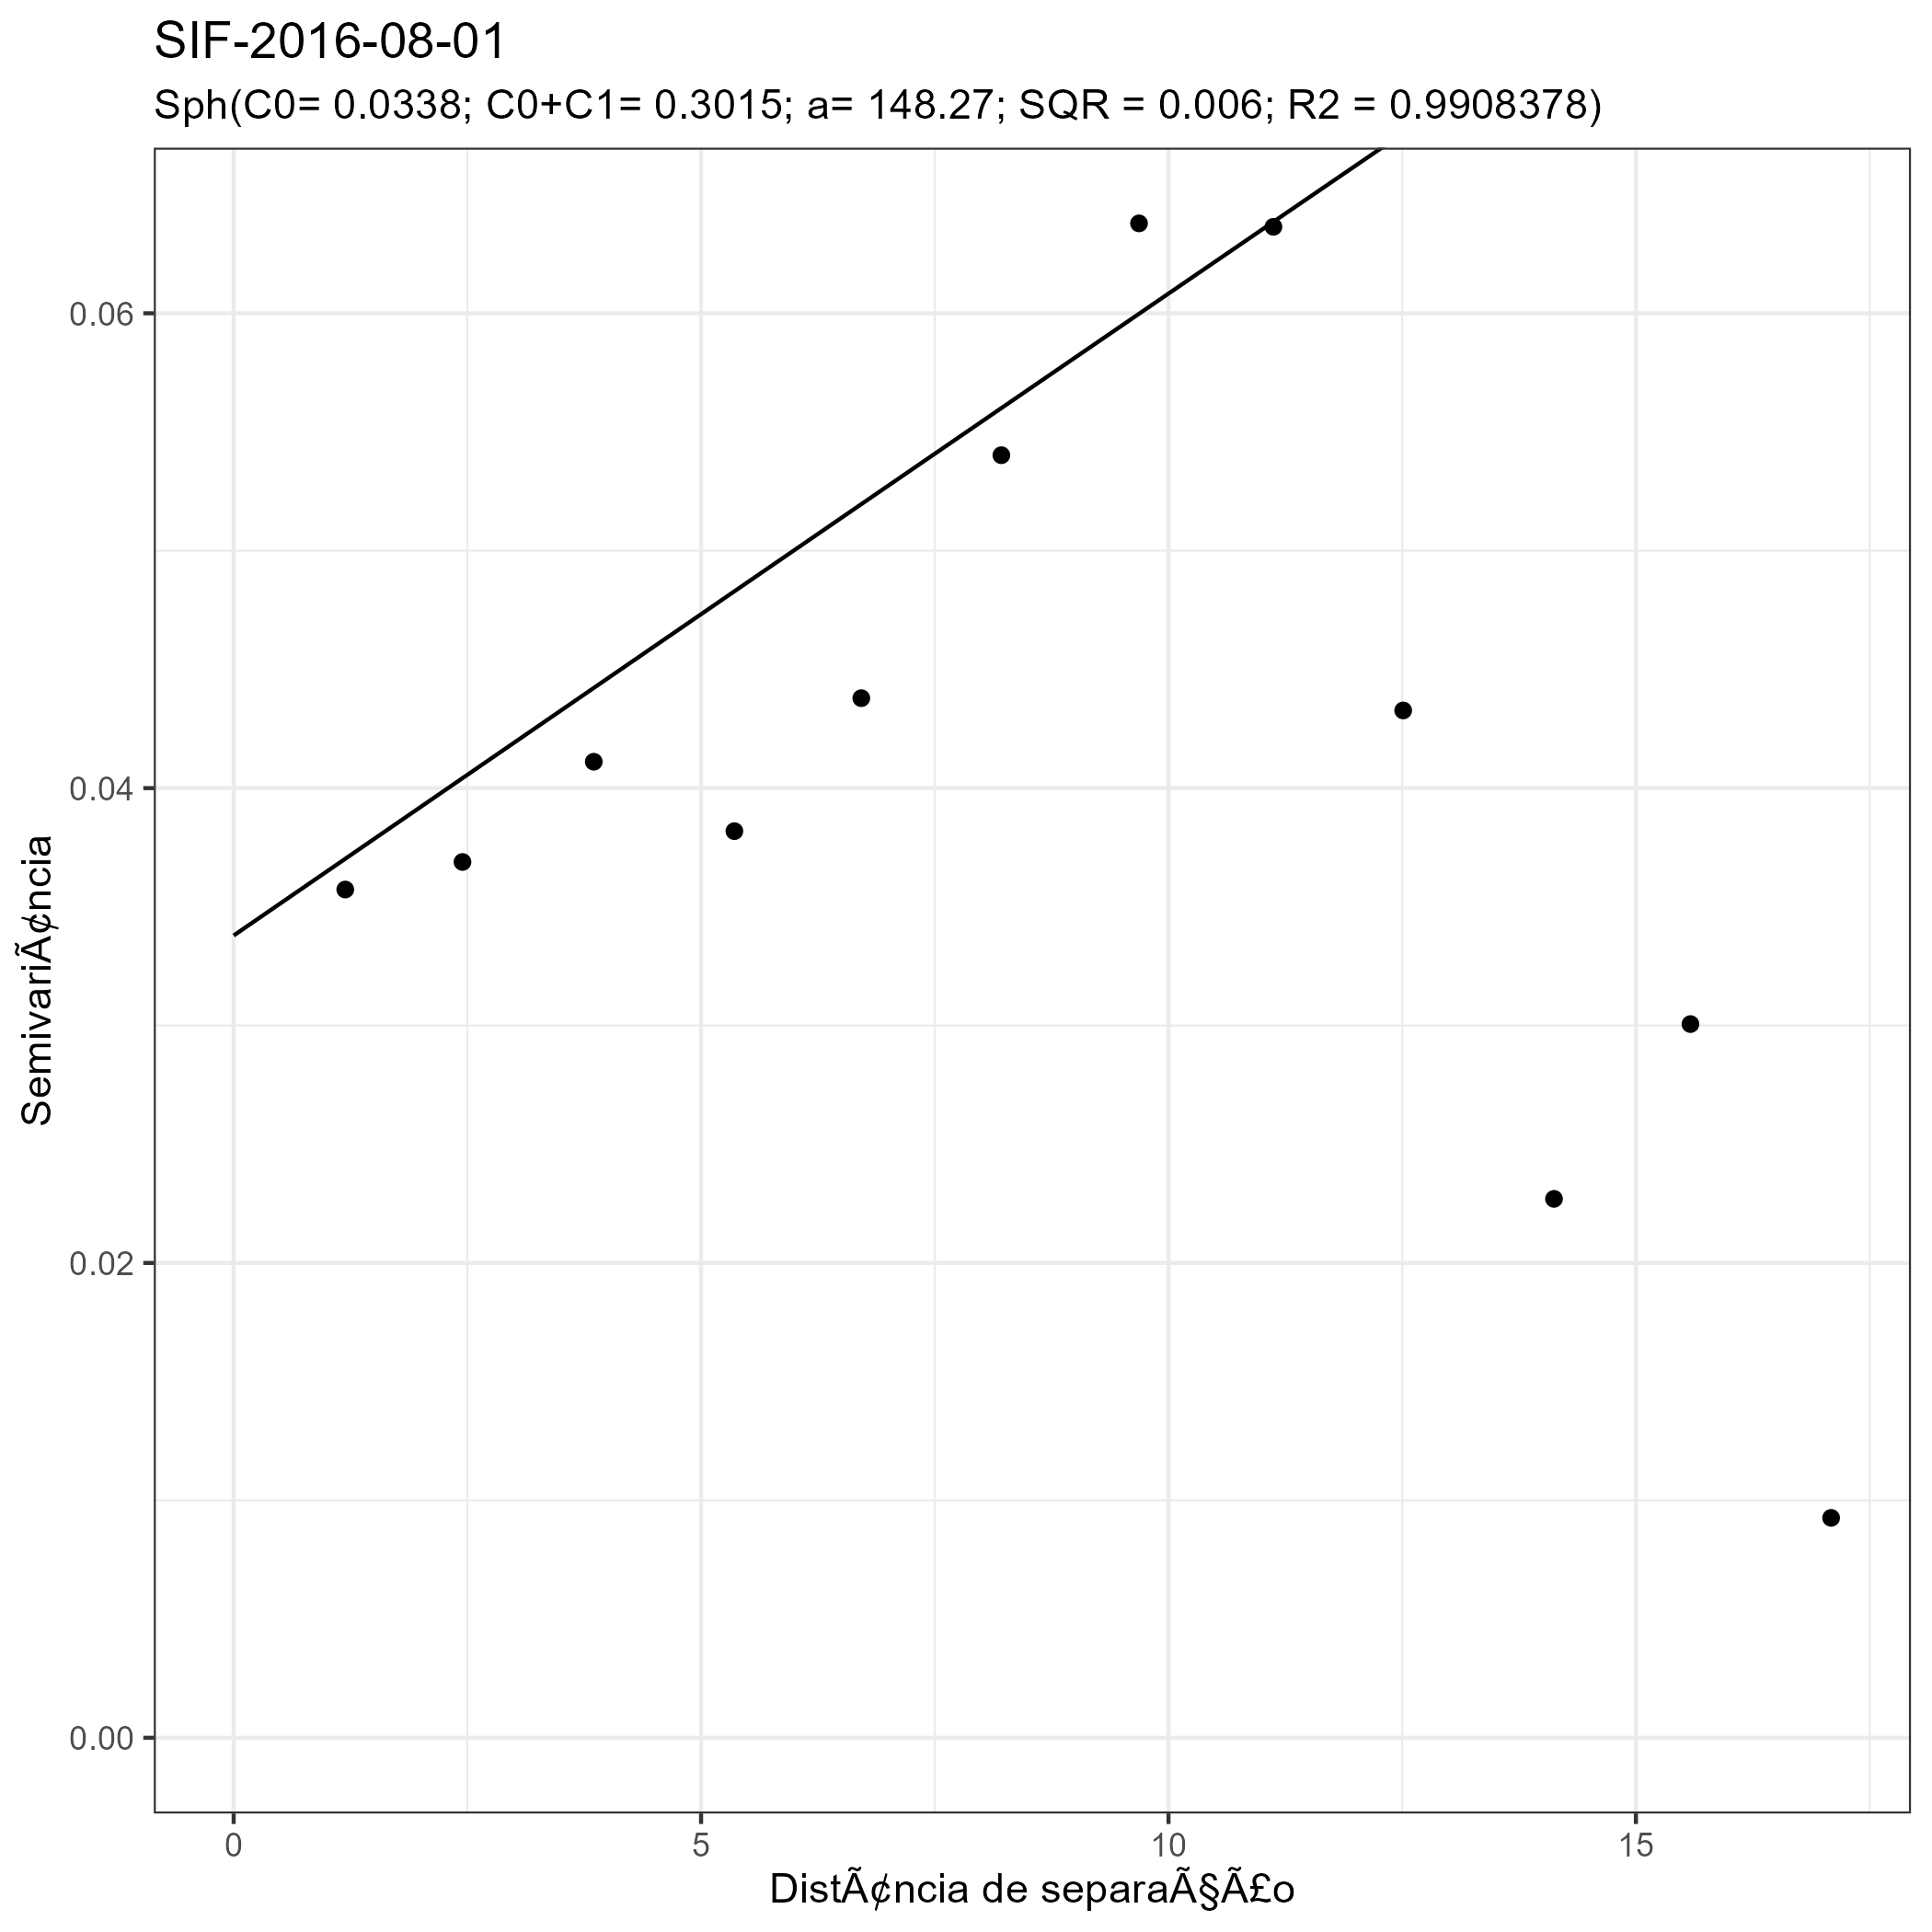 SIF-2016-08-01
Sph(C0= 0.0338; C0+C1= 0.3015; a= 148.27; SQR = 0.006; R2 = 0.9908378)
SemivariÃ¢ncia
0.06
0.04
0.02
0.00
0
5
10
15
DistÃ¢ncia de separaÃ§Ã£o